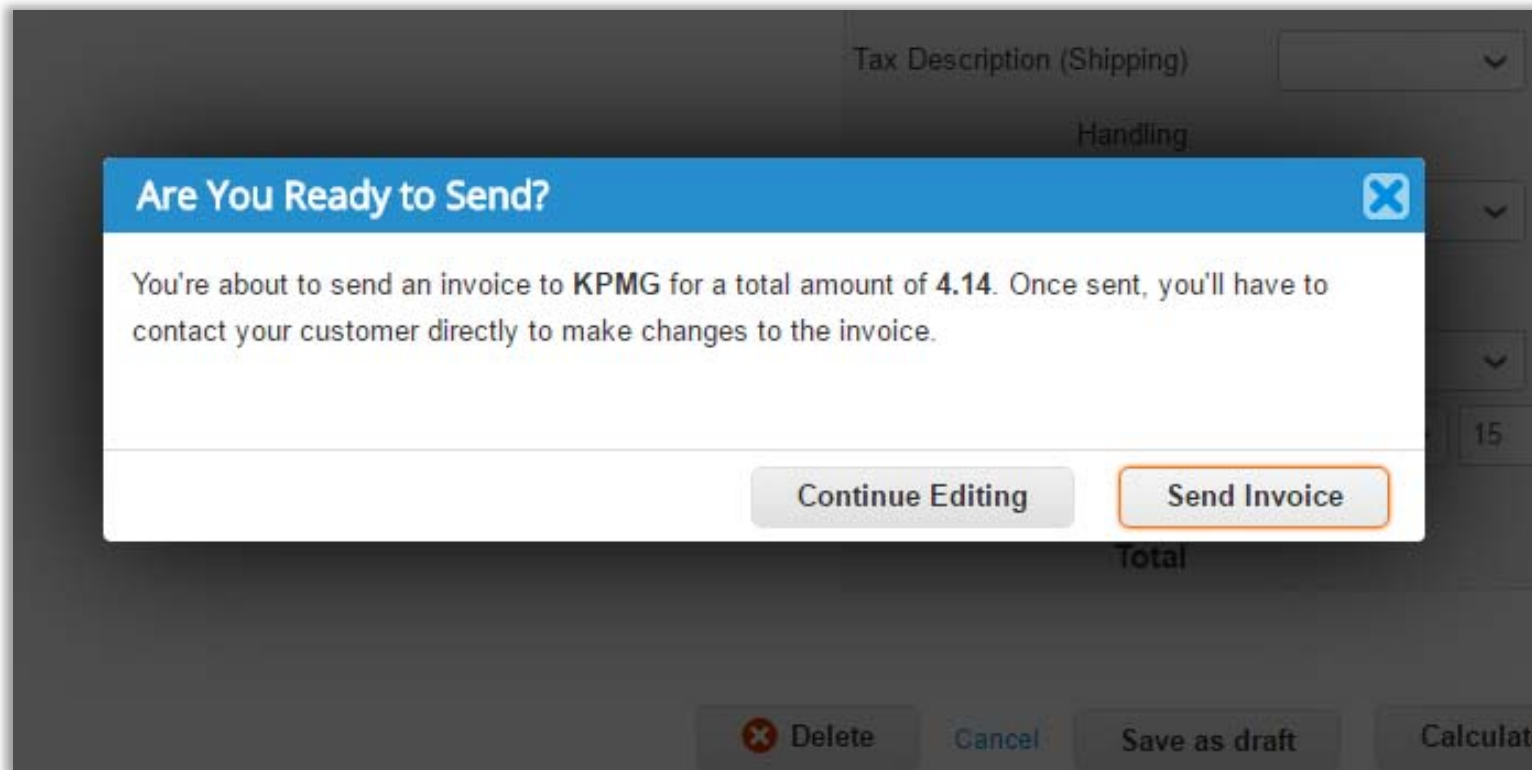 Tax Description (Shipping)
Handling
Are You Ready to Send?
You're about to send an invoice to KPMG for a total amount of 4.14. Once sent, you'll have to
contact your customer directly to make changes to the invoice.
15
Continue Editing Send Invoice
Total
Delete Cancel Save as draft Calculat